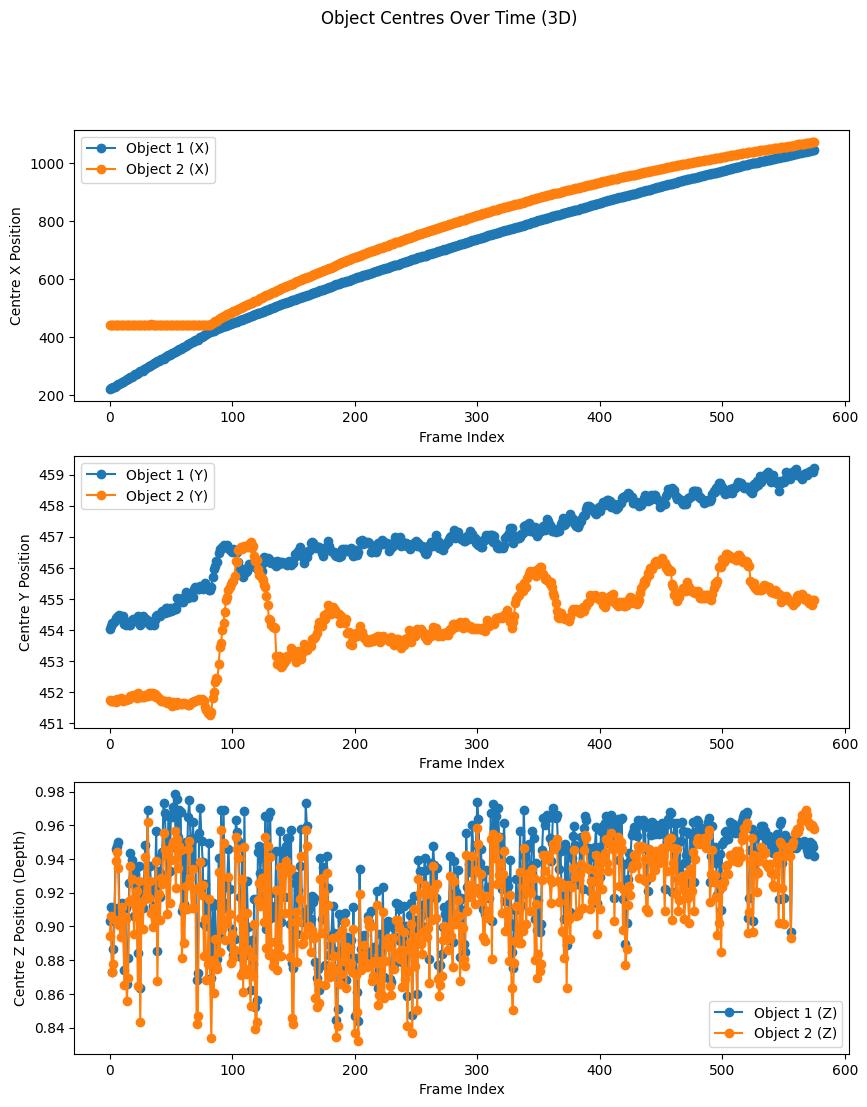 Object Centres Over Time (3D)
Object 1 (X)
Object 2 (X)
Centre X Position
1000
800
600
400
200
0 100 200 300 400 500 600
Frame Index
Object 1 (Y)
Object 2 (Y)
Centre Y Position
459
458
457
456
455
454
453
452
451
0 100 200 300 400 500 600
Frame Index
Centre Z Position (Depth)
0.98
0.96
0.94
0.92
0.90
0.88
0.86
0.84
Object 1 (Z)
Object 2 (Z)
0 100 200 300 400 500 600
Frame Index